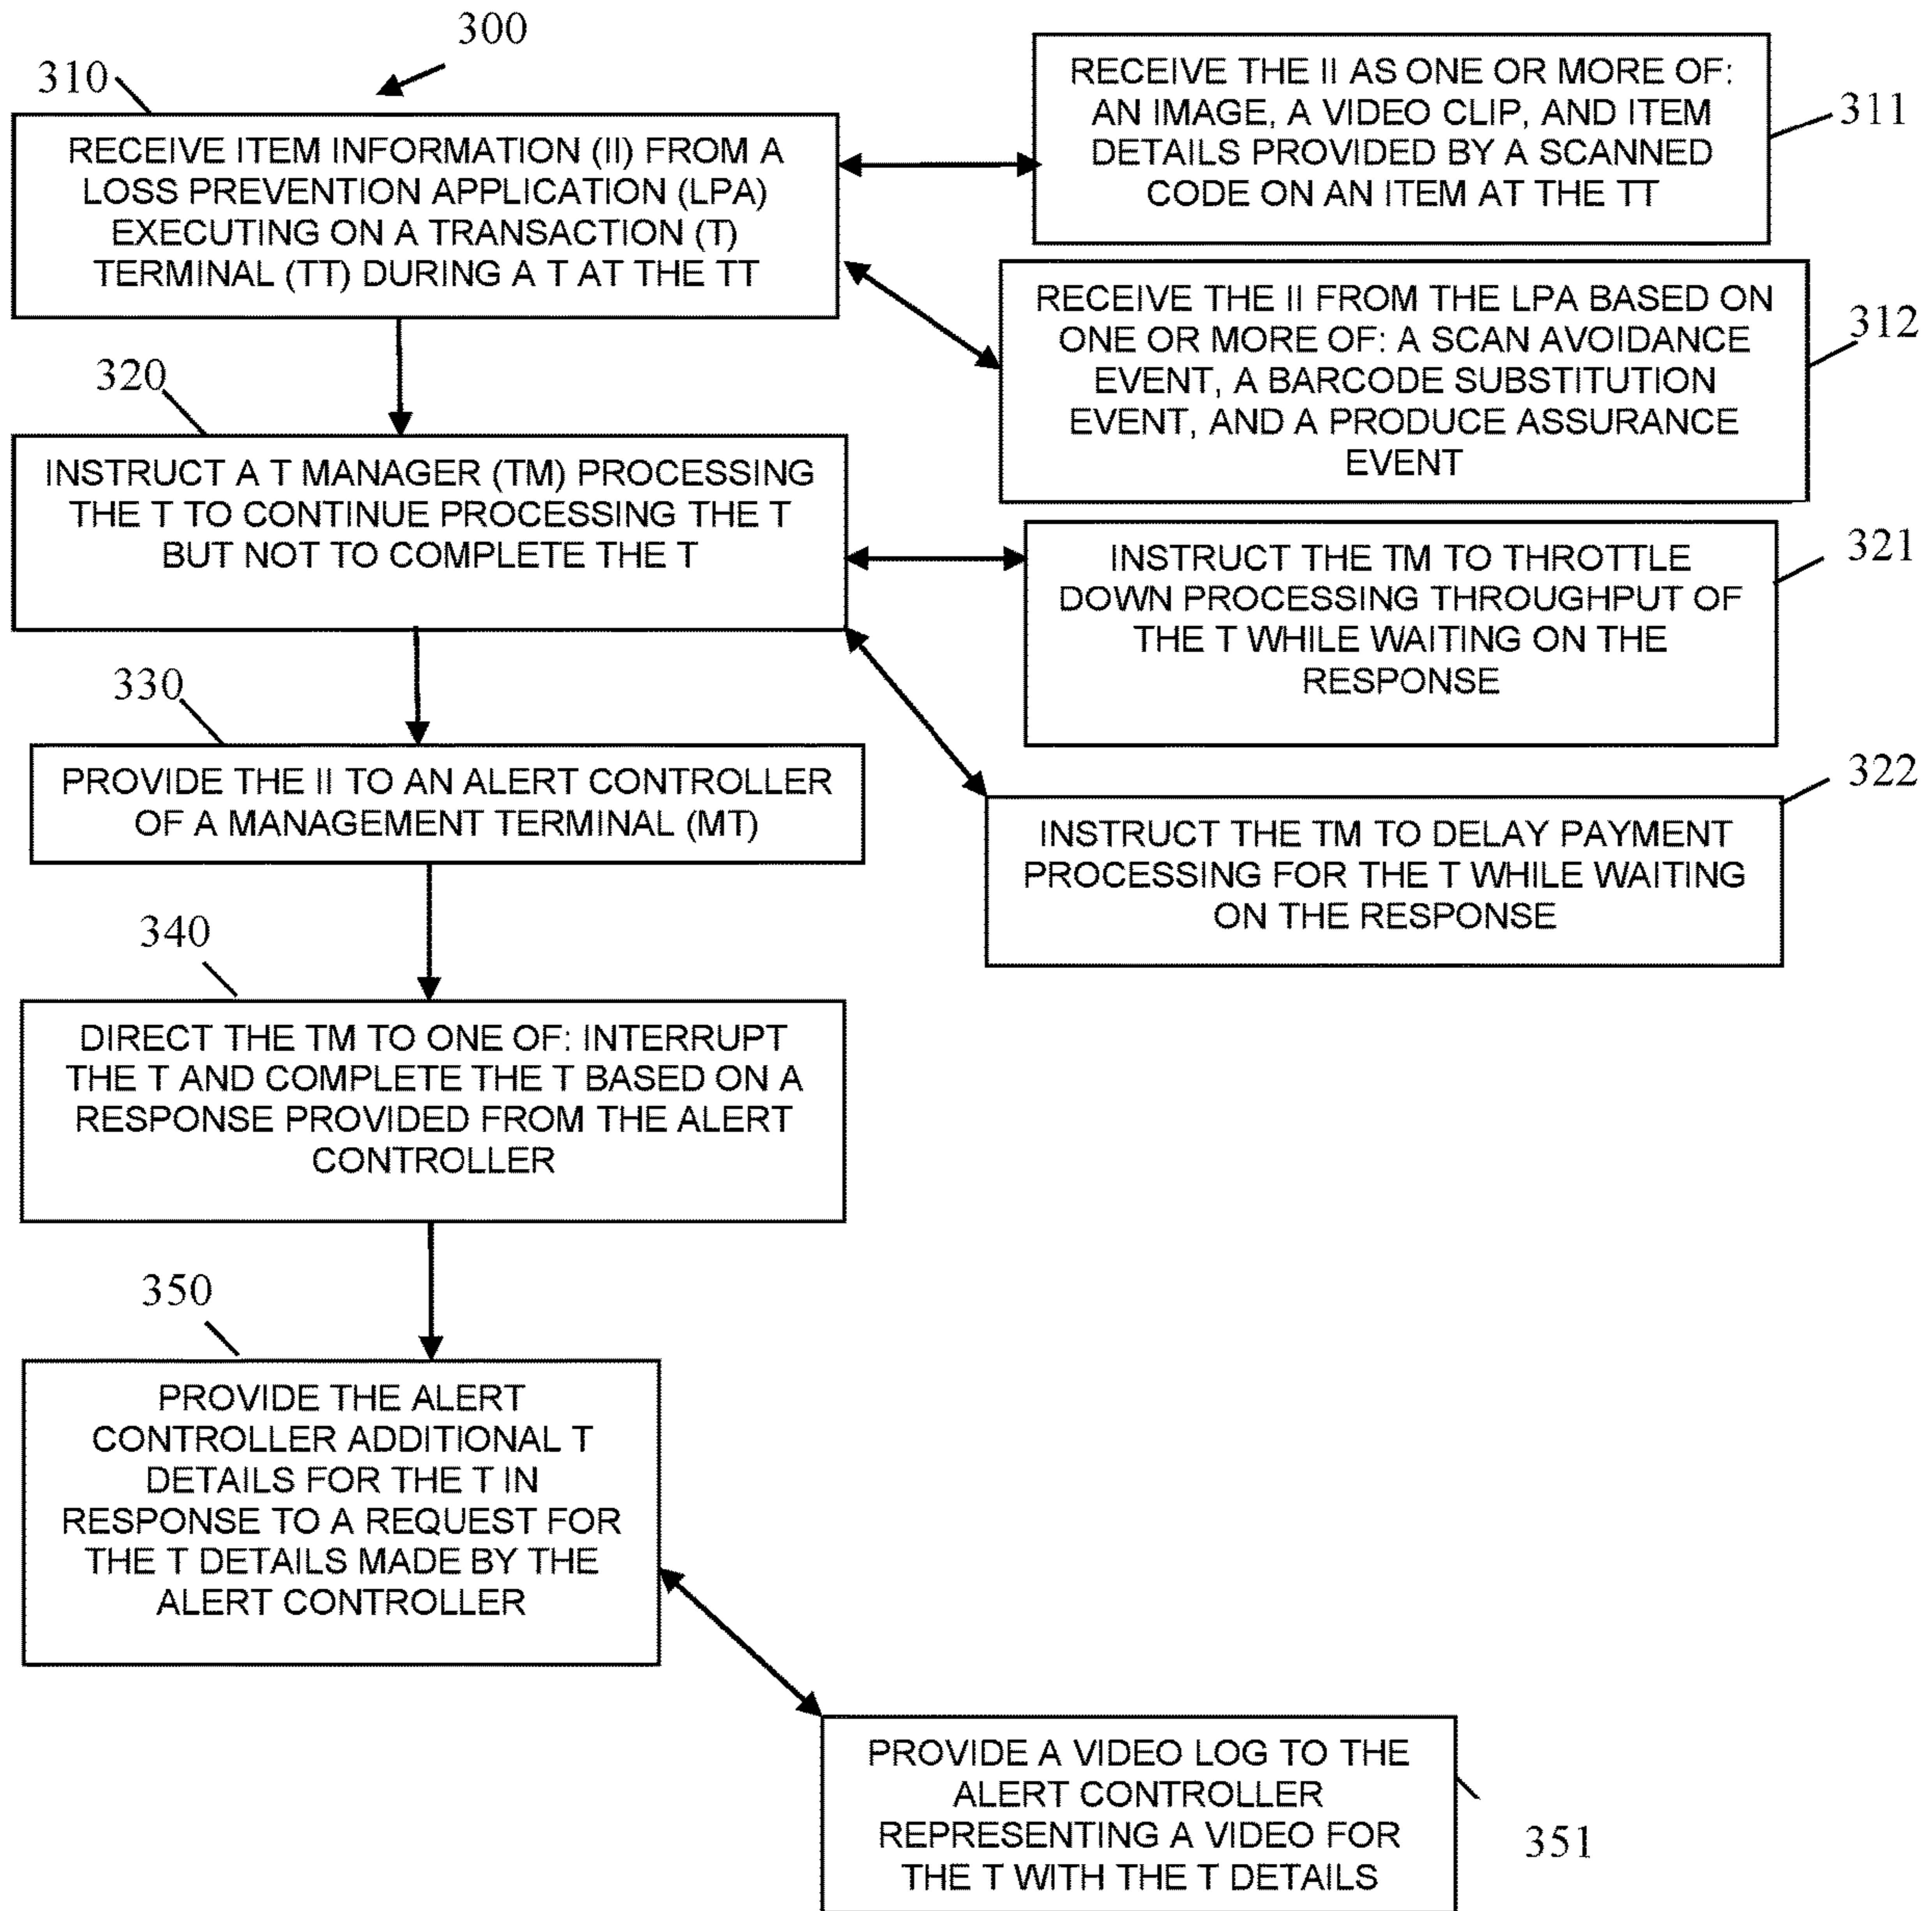 300
310
RECEIVE ITEM INFORMATION (II) FROM A
LOSS PREVENTION APPLICATION (LPA)
EXECUTING ON A TRANSACTION (T)
TERMINAL (TT) DURING A T AT THE TT
RECEIVE THE II AS ONE OR MORE OF:
AN IMAGE, A VIDEO CLIP, AND ITEM
DETAILS PROVIDED BY A SCANNED
CODE ON AN ITEM AT THE TT
311
RECEIVE THE II FROM THE LPA BASED ON
ONE OR MORE OF: A SCAN AVOIDANCE
EVENT, A BARCODE SUBSTITUTION
EVENT, AND A PRODUCE ASSURANCE
EVENT
312
320
INSTRUCT A T MANAGER (TM) PROCESSING
THE T TO CONTINUE PROCESSING THE T
BUT NOT TO COMPLETE THE T
INSTRUCT THE TM TO THROTTLE
DOWN PROCESSING THROUGHPUT OF
THE T WHILE WAITING ON THE
RESPONSE
321
INSTRUCT THE TM TO DELAY PAYMENT
PROCESSING FOR THE T WHILE WAITING
ON THE RESPONSE
322
330
PROVIDE THE II TO AN ALERT CONTROLLER
OF A MANAGEMENT TERMINAL (MT)
340
DIRECT THE TM TO ONE OF: INTERRUPT
THE T AND COMPLETE THE T BASED ON A
RESPONSE PROVIDED FROM THE ALERT
CONTROLLER
350
PROVIDE THE ALERT
CONTROLLER ADDITIONAL T
DETAILS FOR THE T IN
RESPONSE TO A REQUEST FOR
THE T DETAILS MADE BY THE
ALERT CONTROLLER
PROVIDE A VIDEO LOG TO THE
ALERT CONTROLLER
REPRESENTING A VIDEO FOR
THE T WITH THE T DETAILS
351